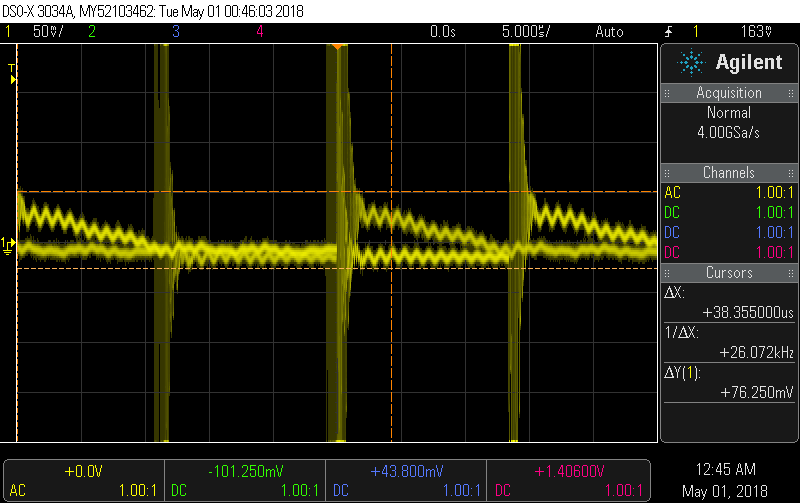 DSO-X 3034A, MY52103462: Tue May 01 00:46:03 2018
1 50mV/ 2 3 4 0.0s 5.000s/ Auto 1 163mV
T
Agilent
Acquisition
Normal
4.00GSa/s
Channels
AC 1.00:1
DC 1.00:1
DC 1.00:1
DC 1.00:1
1
Cursors
ΔX:
+38.355000us
1/ΔX:
+26.072kHz
ΔY(1):
+76.250mV
+0.0V -101.250mV +43.800mV +1.40600V
AC 1.00:1 DC 1.00:1 DC 1.00:1 DC 1.00:1
12:45 AM
May 01, 2018